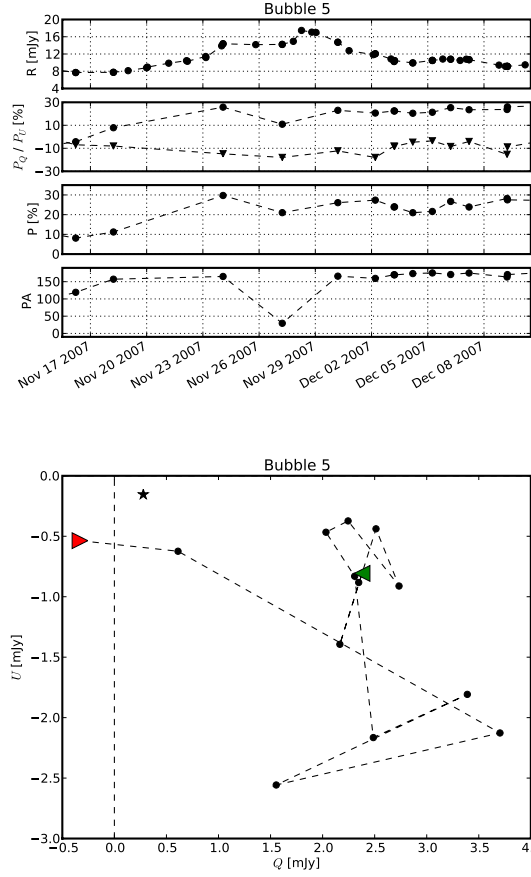 Bubble 5
20
16
12
8
4
R [mJy]
30
10
−10
−30
P_Q / P_U [%]
30
20
10
0
P [%]
150
100
50
0
PA
Nov 17 2007
Nov 20 2007
Nov 23 2007
Nov 26 2007
Nov 29 2007
Dec 02 2007
Dec 05 2007
Dec 08 2007
Bubble 5
0.0
−0.5
−1.0
−1.5
−2.0
−2.5
−3.0
U [mJy]
−0.5 0.0 0.5 1.0 1.5 2.0 2.5 3.0 3.5 4
Q [mJy]